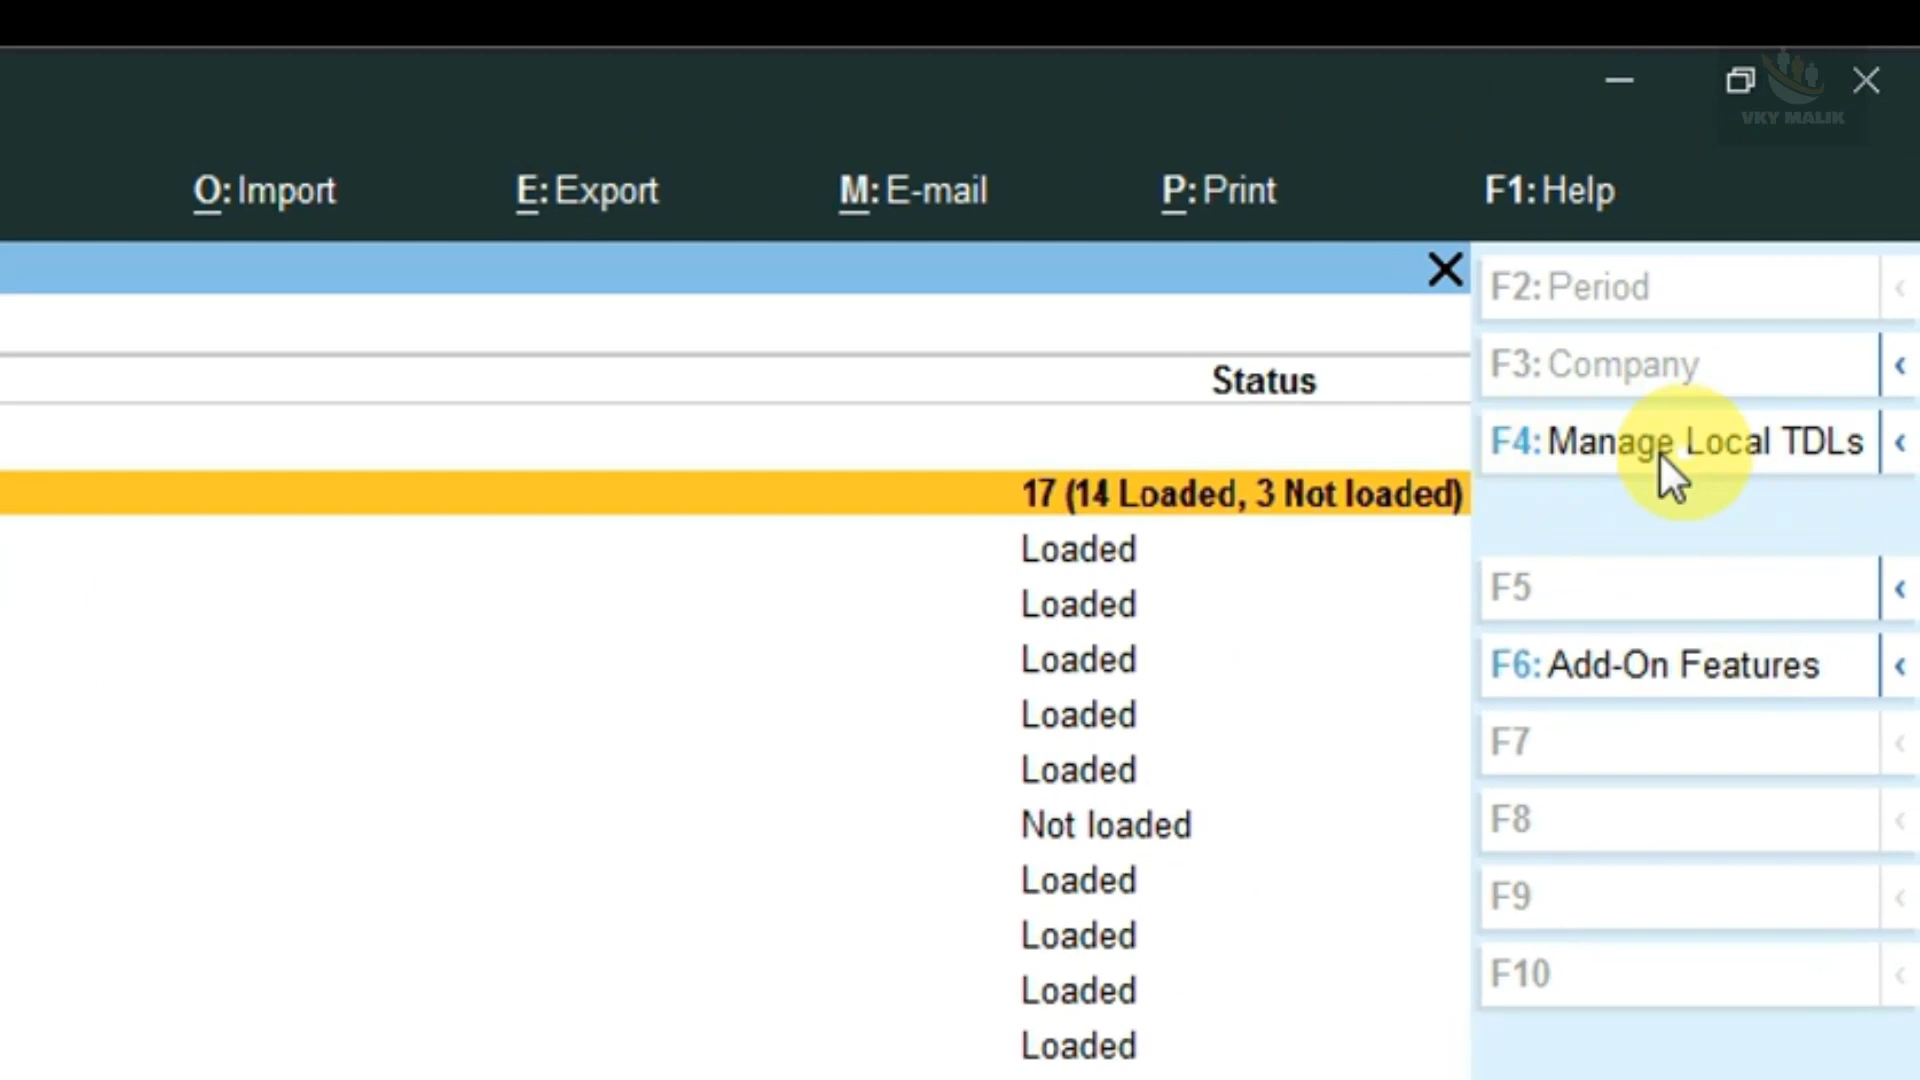 VKY MALIK
O: Import E: Export M: E-mail P: Print F1: Help
F2: Period
F3: Company
Status
F4: Manage Local TDLs
17 (14 Loaded, 3 Not loaded)
Loaded
F5
Loaded
Loaded
F6: Add-On Features
Loaded
F7
Loaded
Not loaded
F8
Loaded
F9
Loaded
F10
Loaded
Loaded